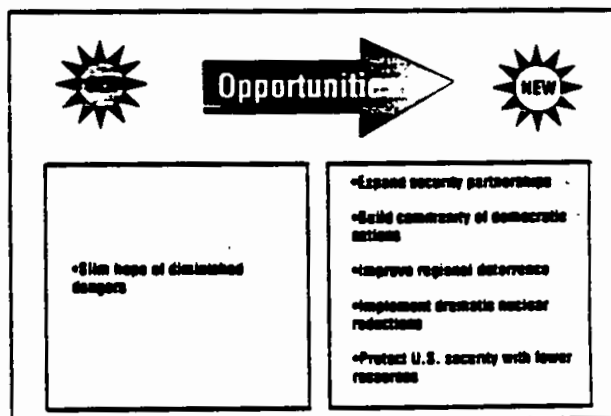 Opportunitie
NEW
•Slim hope of diminished
dangers
•Expand security partnerships
•Build community of democratic
nations
•Improve regional deterrence
•Implement dramatic nuclear
reductions
•Protect U.S. security with fewer
resources